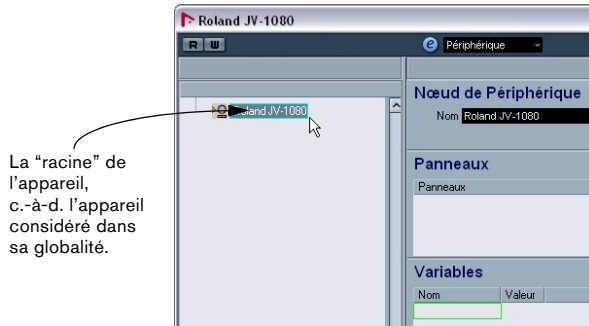 Roland JV-1080
R W
e Périphérique
Nœud de Périphérique
Roland JV-1080
Nom Roland JV-1080
La “racine” de
l’appareil,
c.-à-d. l’appareil
considéré dans
sa globalité.
Panneaux
Panneaux
Variables
Nom Valeur